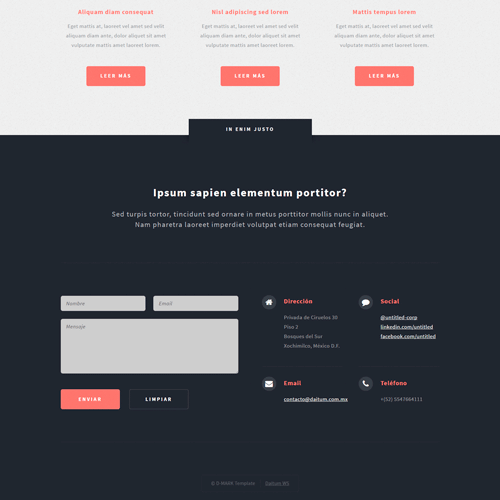 Aliquam diam consequat
Eget mattis at, laoreet vel amet sed velit
aliquam diam ante, dolor aliquet sit amet
vulputate mattis amet laoreet lorem.
LEER MÁS
Nisl adipiscing sed lorem
Eget mattis at, laoreet vel amet sed velit
aliquam diam ante, dolor aliquet sit amet
vulputate mattis amet laoreet lorem.
LEER MÁS
Mattis tempus lorem
Eget mattis at, laoreet vel amet sed velit
aliquam diam ante, dolor aliquet sit amet
vulputate mattis amet laoreet lorem.
LEER MÁS
IN ENIM JUSTO
Ipsum sapien elementum portitor?
Sed turpis tortor, tincidunt sed ornare in metus porttitor mollis nunc in aliquet.
Nam pharetra laoreet imperdiet volutpat etiam consequat feugiat.
Nombre
Email
Mensaje
ENVIAR
LIMPIAR
Dirección
Privada de Ciruelos 30
Piso 2
Bosques del Sur
Xochimilco, México D.F.
Social
@untitled-corp
linkedin.com/untitled
facebook.com/untitled
Email
contacto@daitum.com.mx
Teléfono
+(52) 5547664111
Template
Daitum WS